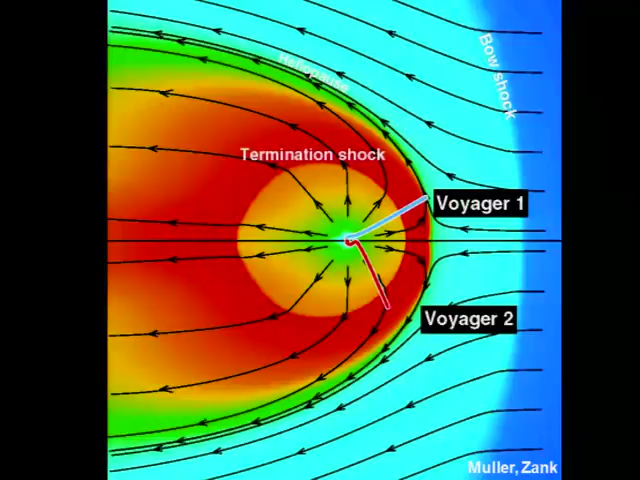 Bow shock
Heliopause
Termination shock
Voyager 1
Voyager 2
Muller, Zank